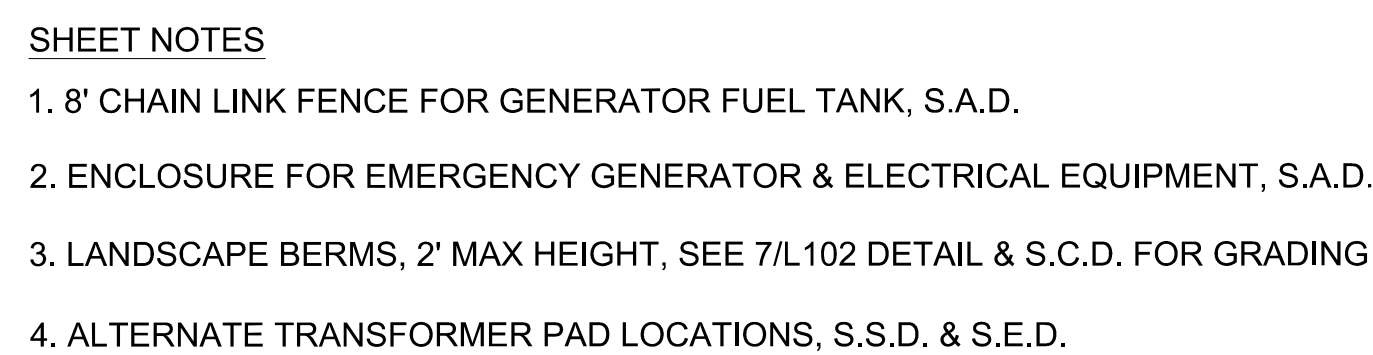 SHEET NOTES
1. 8' CHAIN LINK FENCE FOR GENERATOR FUEL TANK, S.A.D.
2. ENCLOSURE FOR EMERGENCY GENERATOR & ELECTRICAL EQUIPMENT, S.A.D.
3. LANDSCAPE BERMS, 2' MAX HEIGHT, SEE 7/L102 DETAIL & S.C.D. FOR GRADING
4. ALTERNATE TRANSFORMER PAD LOCATIONS, S.S.D. & S.E.D.